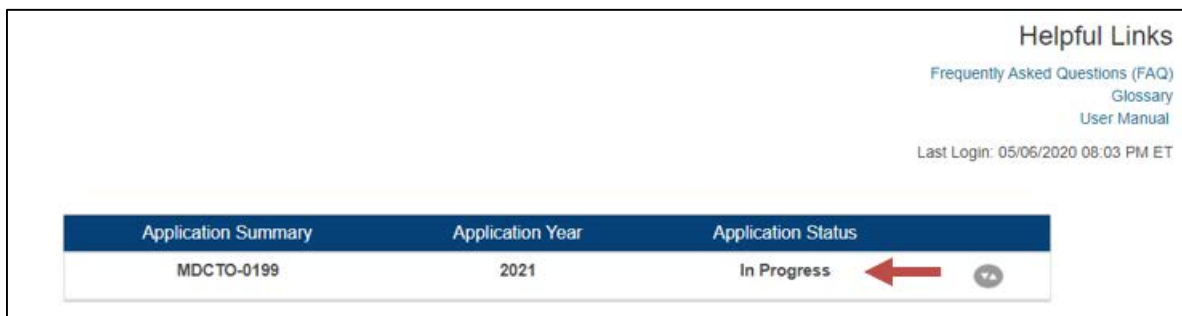 Helpful Links
Frequently Asked Questions (FAQ)
Glossary
User Manual
Last Login: 05/06/2020 08:03 PM ET
Application Summary Application Year Application Status
MDCTO-0199 2021 In Progress